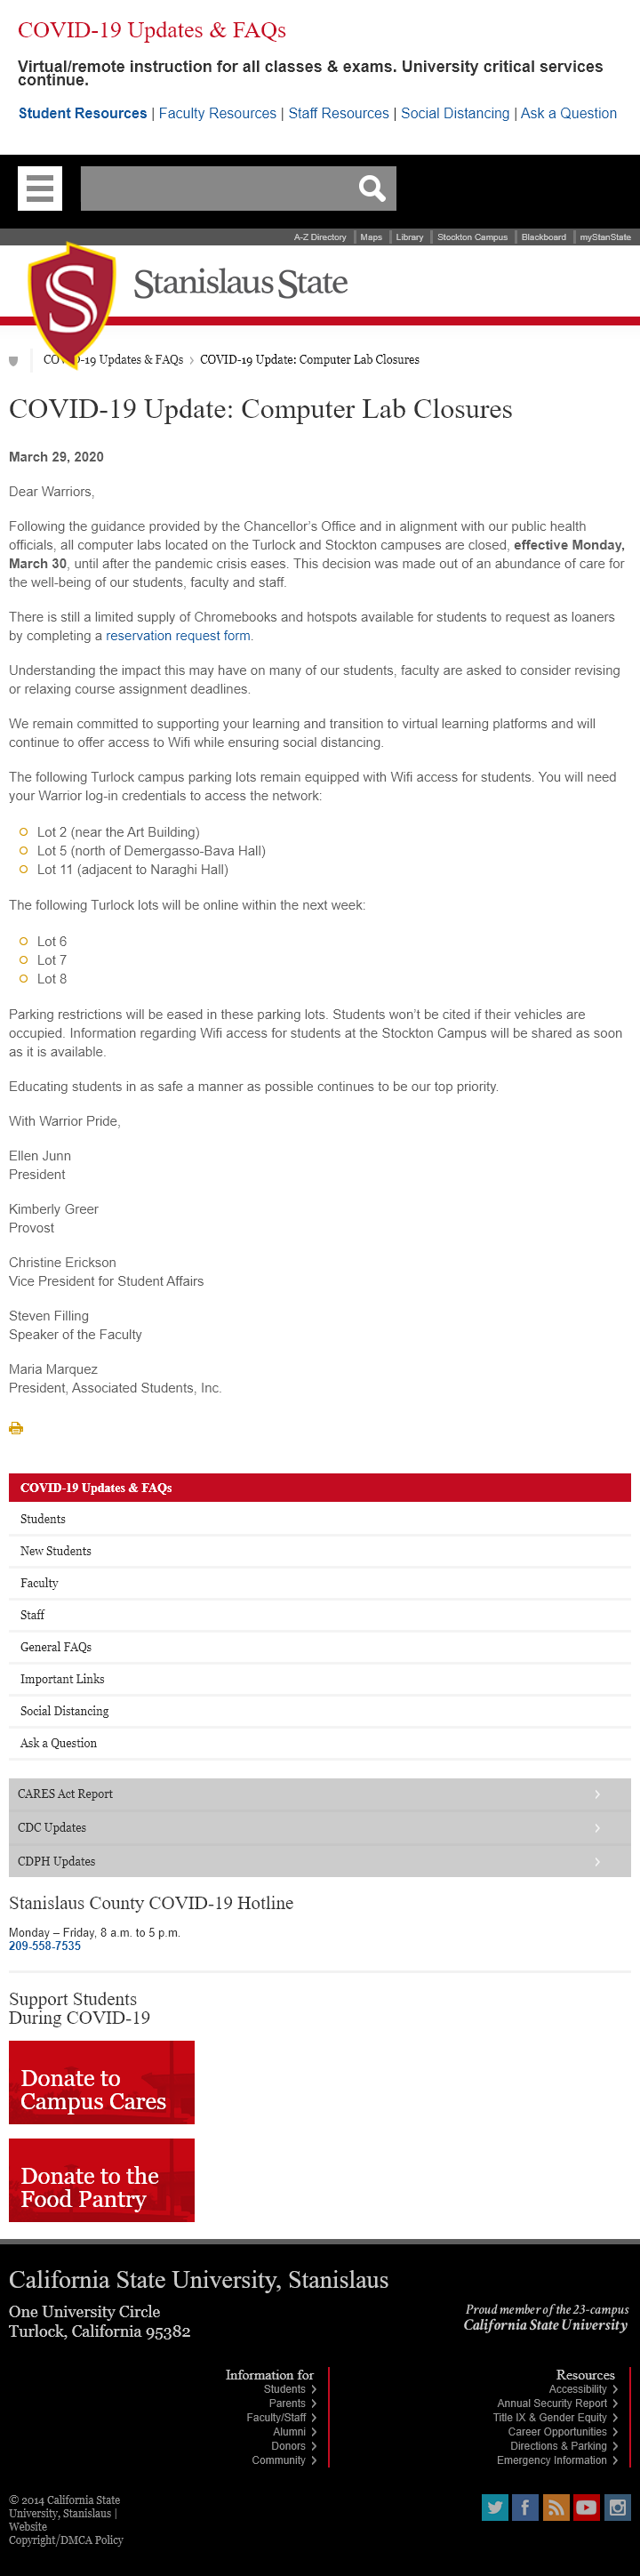 COVID-19 Updates & FAQs
Virtual/remote instruction for all classes & exams. University critical services
continue.
Student Resources | Faculty Resources | Staff Resources | Social Distancing | Ask a Question
A-Z Directory
Maps
Library
Stockton Campus
Blackboard
myStanState
S
Stanislaus State
COVID-19 Updates & FAQs
COVID-19 Update: Computer Lab Closures
COVID-19 Update: Computer Lab Closures
March 29, 2020
Dear Warriors,
Following the guidance provided by the Chancellor’s Office and in alignment with our public health
officials, all computer labs located on the Turlock and Stockton campuses are closed, effective Monday,
March 30, until after the pandemic crisis eases. This decision was made out of an abundance of care for
the well-being of our students, faculty and staff.
There is still a limited supply of Chromebooks and hotspots available for students to request as loaners
by completing a reservation request form.
Understanding the impact this may have on many of our students, faculty are asked to consider revising
or relaxing course assignment deadlines.
We remain committed to supporting your learning and transition to virtual learning platforms and will
continue to offer access to Wifi while ensuring social distancing.
The following Turlock campus parking lots remain equipped with Wifi access for students. You will need
your Warrior log-in credentials to access the network:
Lot 2 (near the Art Building)
Lot 5 (north of Demergasso-Bava Hall)
Lot 11 (adjacent to Naraghi Hall)
The following Turlock lots will be online within the next week:
Lot 6
Lot 7
Lot 8
Parking restrictions will be eased in these parking lots. Students won’t be cited if their vehicles are
occupied. Information regarding Wifi access for students at the Stockton Campus will be shared as soon
as it is available.
Educating students in as safe a manner as possible continues to be our top priority.
With Warrior Pride,
Ellen Junn
President
Kimberly Greer
Provost
Christine Erickson
Vice President for Student Affairs
Steven Filling
Speaker of the Faculty
Maria Marquez
President, Associated Students, Inc.
COVID-19 Updates & FAQs
Students
New Students
Faculty
Staff
General FAQs
Important Links
Social Distancing
Ask a Question
CARES Act Report
CDC Updates
CDPH Updates
Stanislaus County COVID-19 Hotline
Monday – Friday, 8 a.m. to 5 p.m.
209-558-7535
Support Students
During COVID-19
Donate to
Campus Cares
Donate to the
Food Pantry
California State University, Stanislaus
One University Circle
Turlock, California 95382
Proud member of the 23-campus
California State University
Information for
Students
Parents
Faculty/Staff
Alumni
Donors
Community
Resources
Accessibility
Annual Security Report
Title IX & Gender Equity
Career Opportunities
Directions & Parking
Emergency Information
© 2014 California State
University, Stanislaus |
Website
Copyright/DMCA Policy